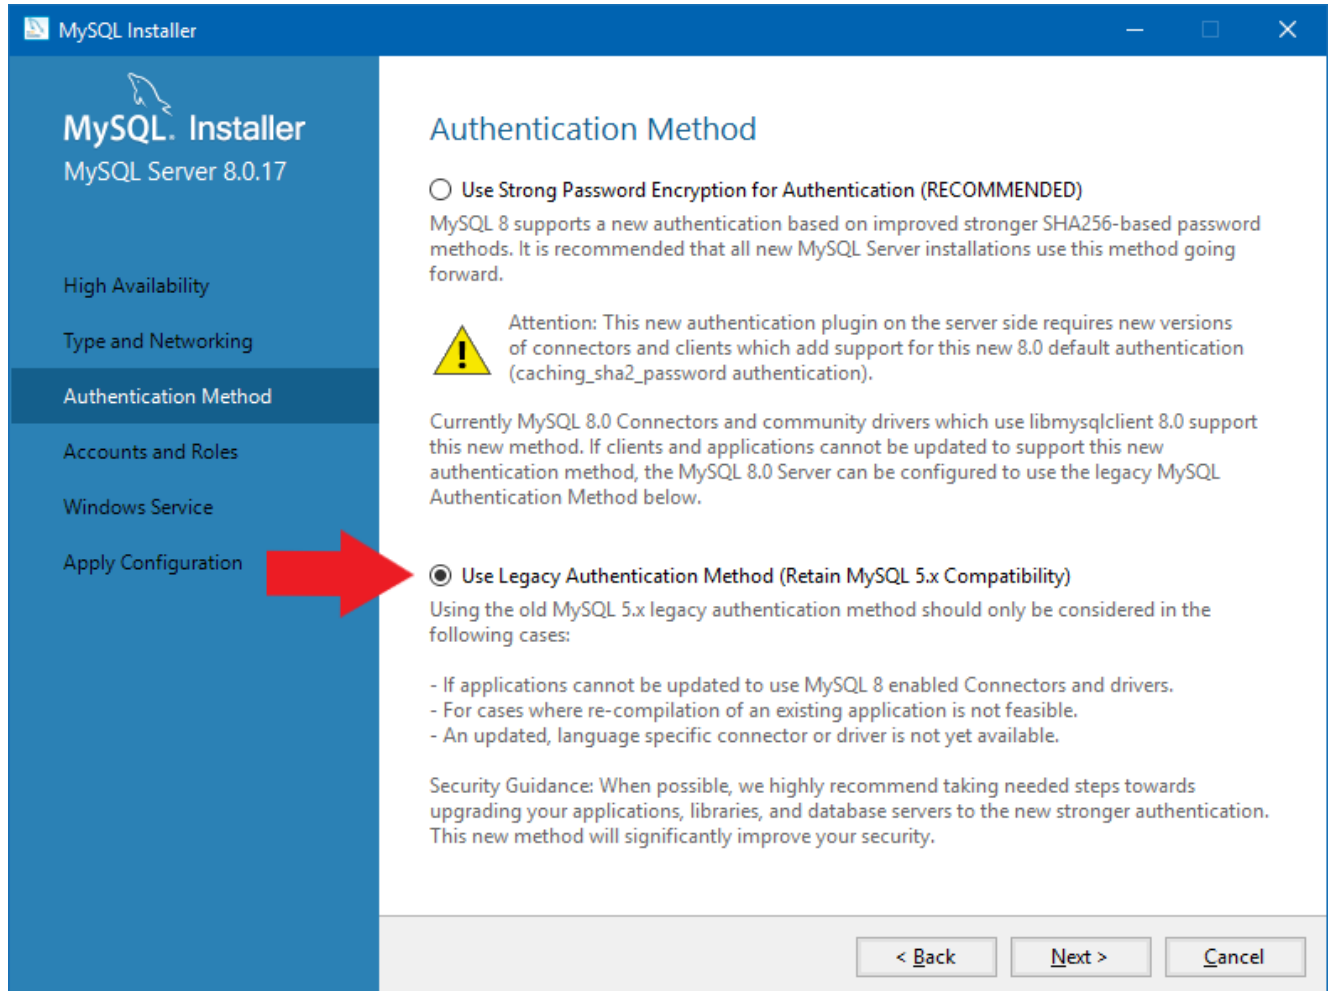 MySQL Installer
MySQL. Installer
MySQL Server 8.0.17
High Availability
Type and Networking
Authentication Method
Accounts and Roles
Windows Service
Apply Configuration
Authentication Method
Use Strong Password Encryption for Authentication (RECOMMENDED)
MySQL 8 supports a new authentication based on improved stronger SHA256-based password
methods. It is recommended that all new MySQL Server installations use this method going
forward.
Attention: This new authentication plugin on the server side requires new versions
of connectors and clients which add support for this new 8.0 default authentication
(caching_sha2_password authentication).
Currently MySQL 8.0 Connectors and community drivers which use libmysqlclient 8.0 support
this new method. If clients and applications cannot be updated to support this new
authentication method, the MySQL 8.0 Server can be configured to use the legacy MySQL
Authentication Method below.
Use Legacy Authentication Method (Retain MySQL 5.x Compatibility)
Using the old MySQL 5.x legacy authentication method should only be considered in the
following cases:
- If applications cannot be updated to use MySQL 8 enabled Connectors and drivers.
- For cases where re-compilation of an existing application is not feasible.
- An updated, language specific connector or driver is not yet available.
Security Guidance: When possible, we highly recommend taking needed steps towards
upgrading your applications, libraries, and database servers to the new stronger authentication.
This new method will significantly improve your security.
< Back
Next >
Cancel